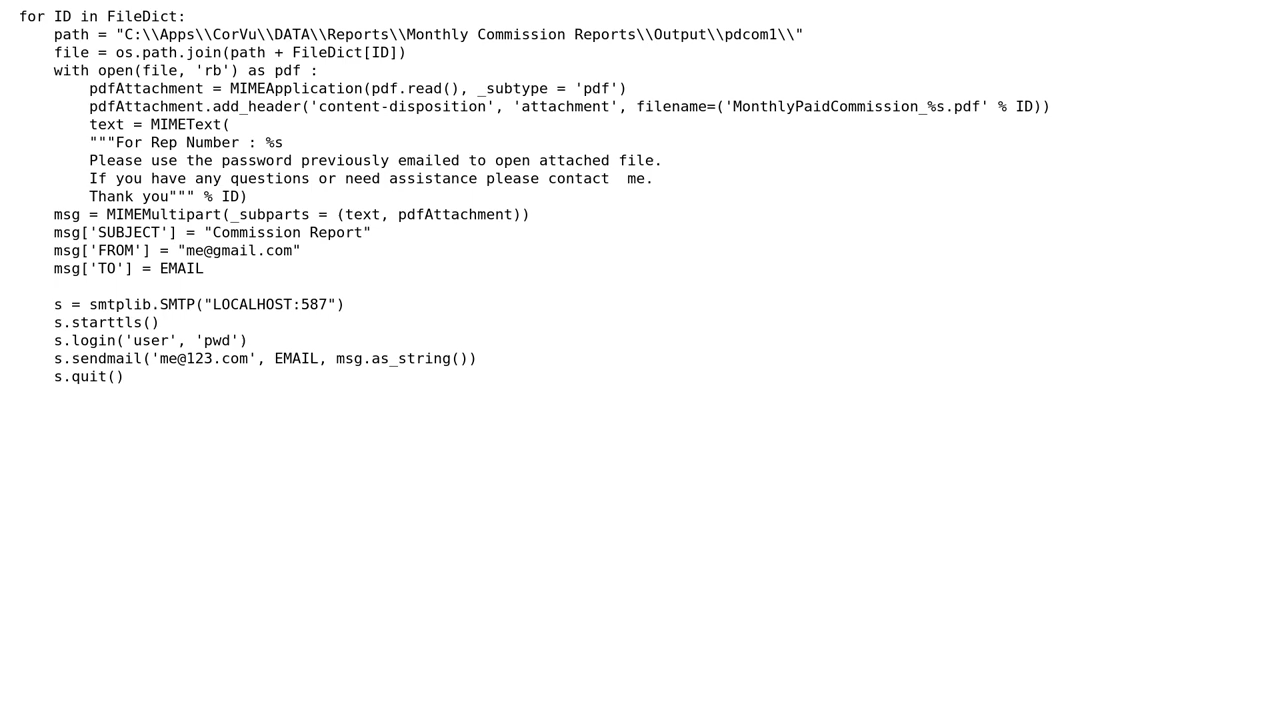 for ID in FileDict:
    path = "C:\\Apps\\CorVu\\DATA\\Reports\\Monthly Commission Reports\\Output\\pdcom1\\"
    file = os.path.join(path + FileDict[ID])
    with open(file, 'rb') as pdf :
        pdfAttachment = MIMEApplication(pdf.read(), _subtype = 'pdf')
        pdfAttachment.add_header('content-disposition', 'attachment', filename=('MonthlyPaidCommission_%s.pdf' % ID))
        text = MIMEText(
        """For Rep Number : %s
        Please use the password previously emailed to open attached file.
        If you have any questions or need assistance please contact  me.
        Thank you""" % ID)
    msg = MIMEMultipart(_subparts = (text, pdfAttachment))
    msg['SUBJECT'] = "Commission Report"
    msg['FROM'] = "me@gmail.com"
    msg['TO'] = EMAIL

    s = smtplib.SMTP("LOCALHOST:587")
    s.starttls()
    s.login('user', 'pwd')
    s.sendmail('me@123.com', EMAIL, msg.as_string())
    s.quit()